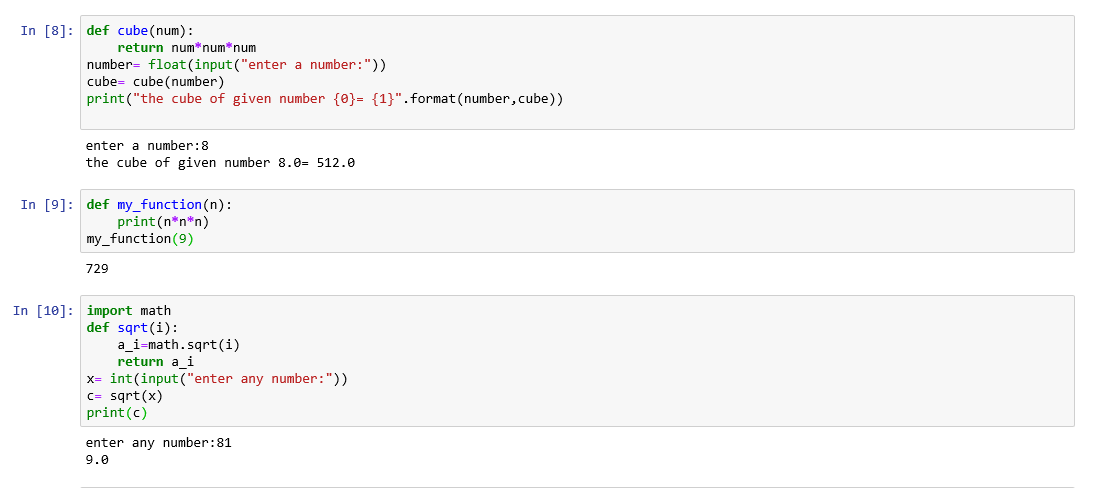 In [8]: def cube(num):
    return num*num*num
number= float(input("enter a number:"))
cube= cube(number)
print("the cube of given number {0}= {1}".format(number,cube))
enter a number:8
the cube of given number 8.0= 512.0
In [9]: def my_function(n):
    print(n*n*n)
my_function(9)
729
In [10]: import math
def sqrt(i):
    a_i=math.sqrt(i)
    return a_i
x= int(input("enter any number:"))
c= sqrt(x)
print(c)
enter any number:81
9.0